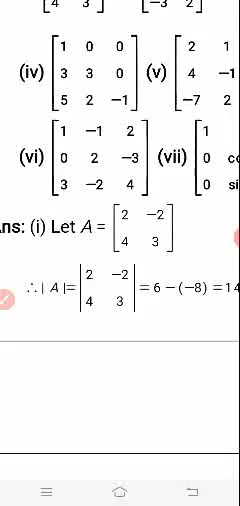 [4 3] [−3 2]
(iv) [1 0 0 (v) [2 1
3 3 0 4 −1
5 2 −1] −7 2
(vi) [1 −1 2 (vii) [1
0 2 −3 0
3 −2 4] 0
ns: (i) Let A = [2 −2
4 3]
∴ | A |= |2 −2
4 3| = 6 − (−8) = 14